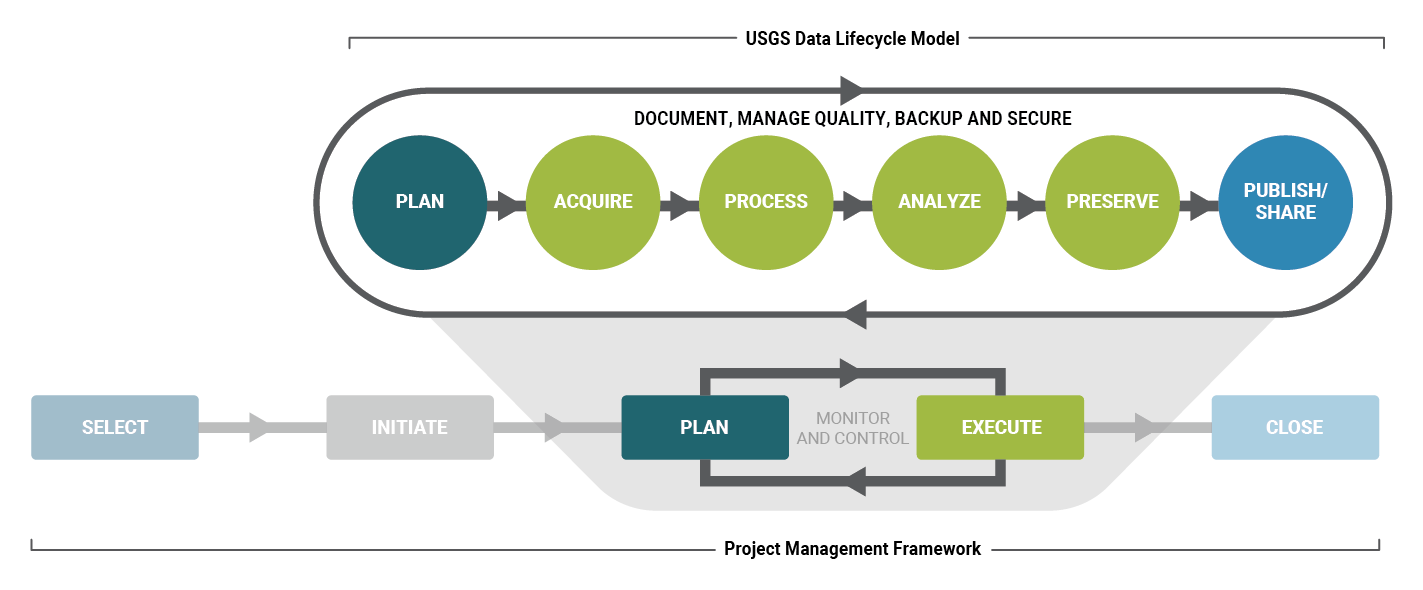 USGS Data Lifecycle Model
DOCUMENT, MANAGE QUALITY, BACKUP AND SECURE
PLAN
ACQUIRE
PROCESS
ANALYZE
PRESERVE
PUBLISH/
SHARE
SELECT
INITIATE
PLAN
MONITOR
AND CONTROL
EXECUTE
CLOSE
Project Management Framework